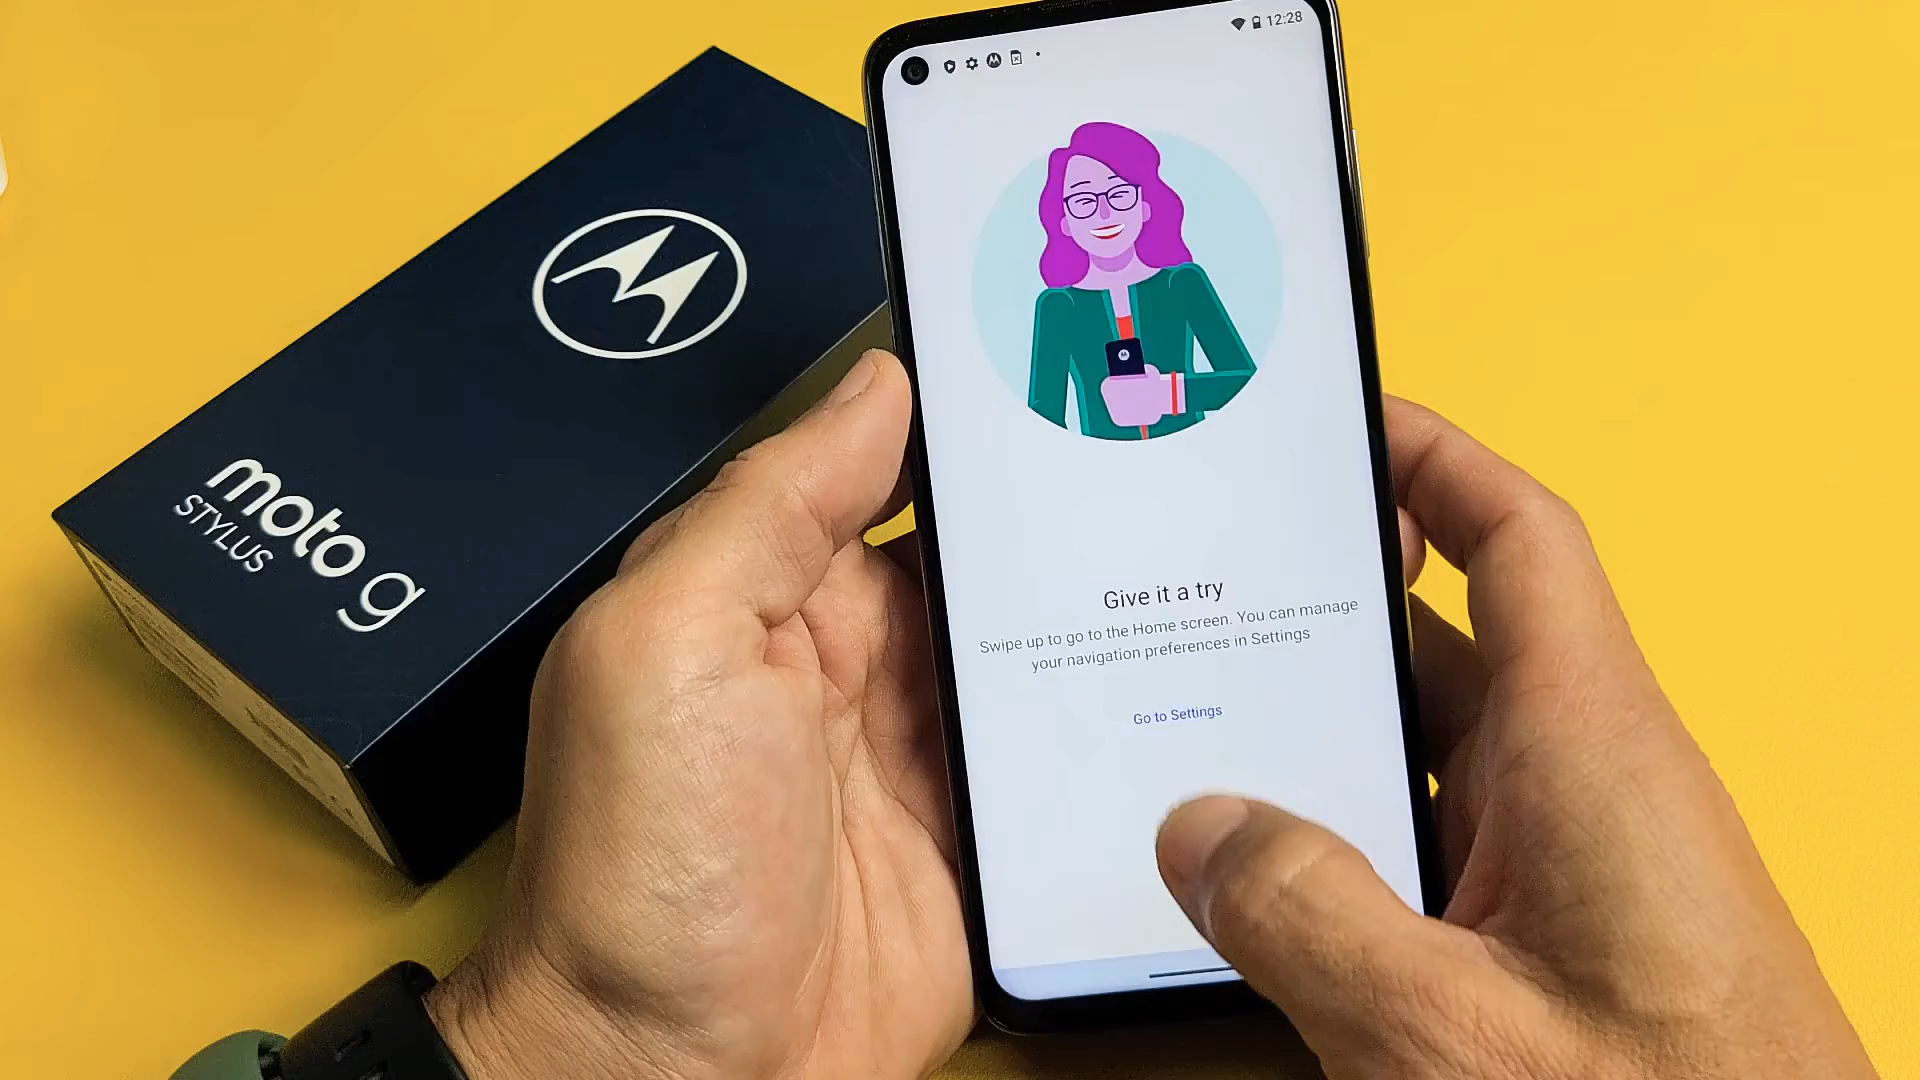 moto g
STYLUS
12:28
Give it a try
Swipe up to go to the Home screen. You can manage
your navigation preferences in Settings
Go to Settings